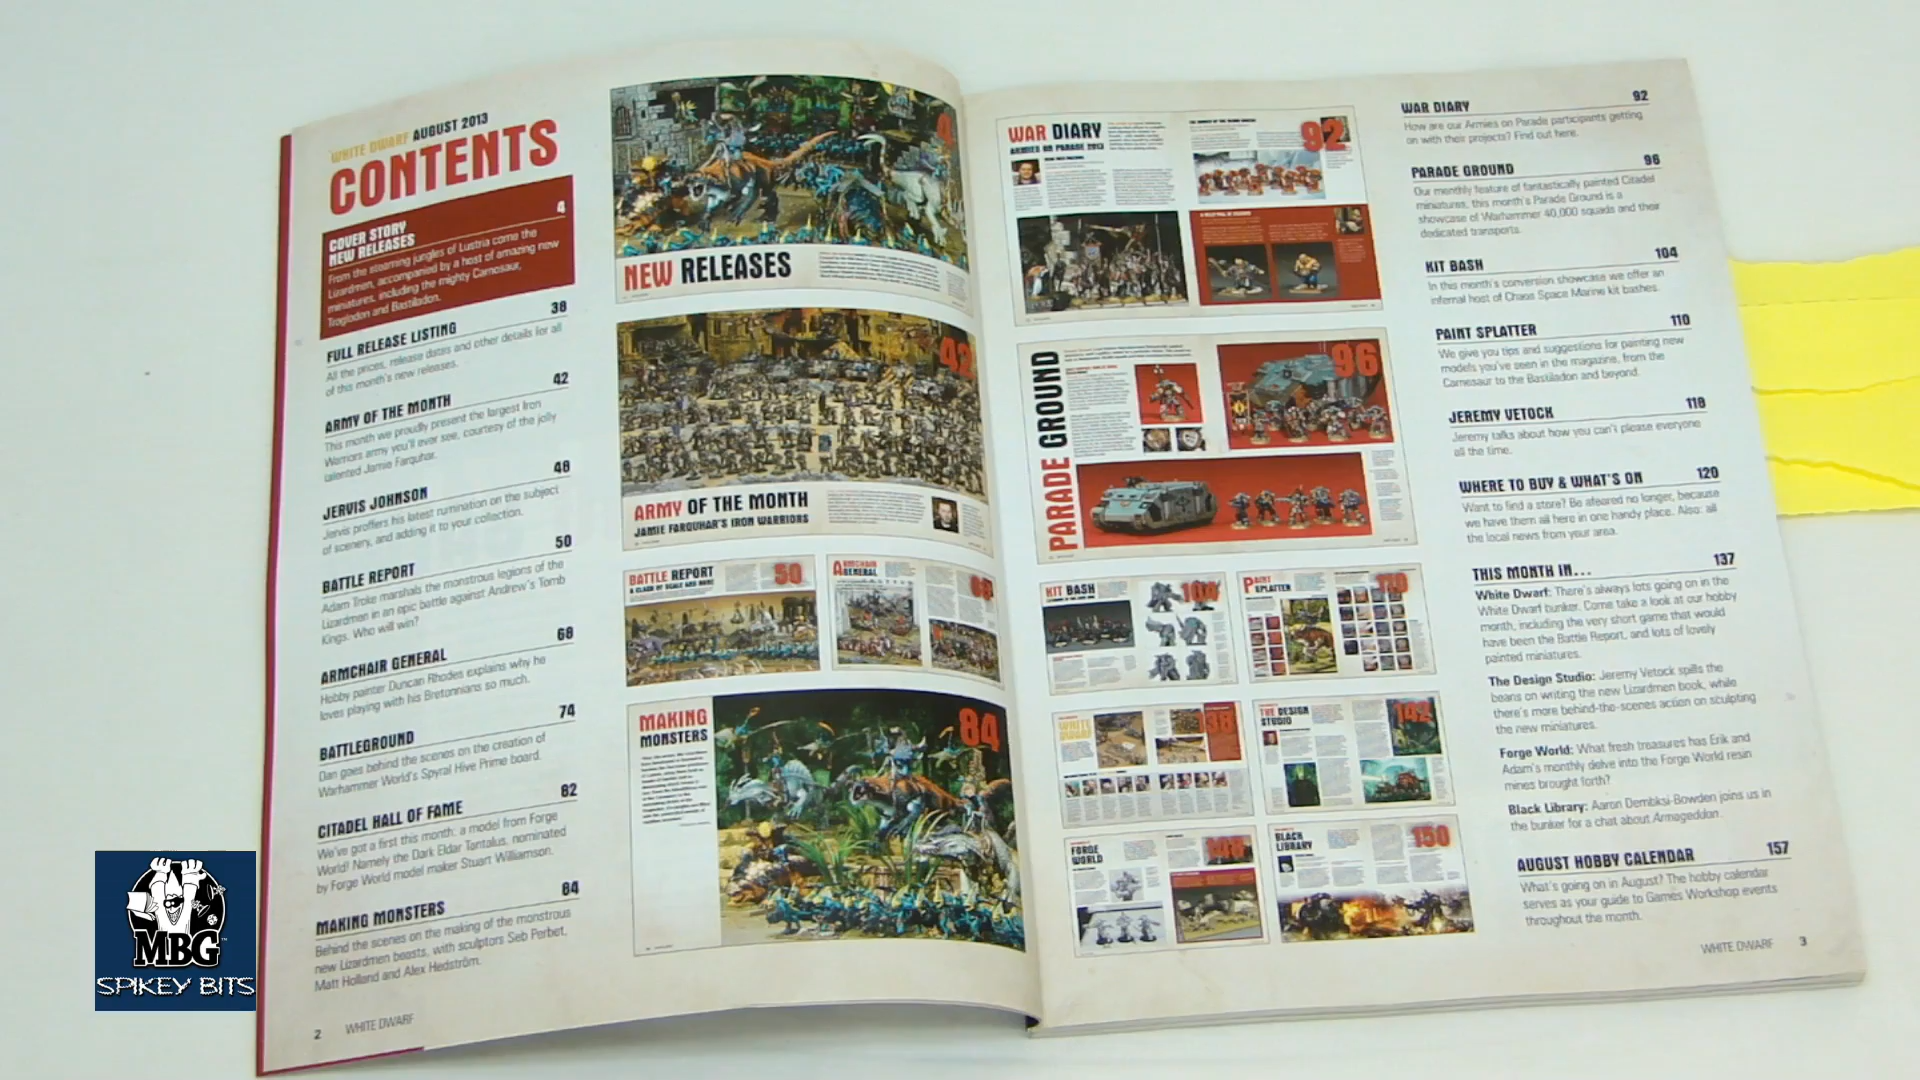 WHITE DWARF AUGUST 2013
CONTENTS
4
COVER STORY
NEW RELEASES
From the steaming jungles of Lustria come the
Lizardmen, accompanied by a host of amazing new
miniatures, including the mighty Carnosaur,
Troglodon and Bastiladon.
38
FULL RELEASE LISTING
All the prices, release dates and other details for all
of this month's new releases.
42
ARMY OF THE MONTH
This month we proudly present the largest Iron
Warriors army you'll ever see, courtesy of the jolly
talented Jamie Farquhar.
48
JERVIS JOHNSON
Jervis proffers his latest rumination on the subject
of scenery, and adding it to your collection.
50
BATTLE REPORT
Adam Troke marshals the monstrous legions of the
Lizardmen in an epic battle against Andrew's Tomb
Kings. Who will win?
68
ARMCHAIR GENERAL
Hobby painter Duncan Rhodes explains why he
loves playing with his Bretonnians so much.
74
BATTLEGROUND
Dan goes behind the scenes on the creation of
Warhammer World's Spyral Hive Prime board.
82
CITADEL HALL OF FAME
We've got a first this month: a model from Forge
World! Namely the Dark Eldar Tantalus, nominated
by Forge World model maker Stuart Williamson.
84
MAKING MONSTERS
Behind the scenes on the making of the monstrous
new Lizardmen beasts, with sculptors Seb Perbet,
Matt Holland and Alex Hedström.
2 WHITE DWARF
4
NEW RELEASES
42
ARMY OF THE MONTH
JAMIE FARQUHAR'S IRON WARRIORS
BATTLE REPORT
50
ARMCHAIR
GENERAL
MAKING
MONSTERS
84
WAR DIARY
ARMIES ON PARADE 2013
92
PARADE GROUND
96
KIT BASH
104
PAINT
SPLATTER
110
WHITE
DWARF
138
THE DESIGN
STUDIO
142
FORGE
WORLD
BLACK
LIBRARY
150
WAR DIARY 92
How are our Armies on Parade participants getting
on with their projects? Find out here.
PARADE GROUND 96
Our monthly feature of fantastically painted Citadel
miniatures, this month's Parade Ground is a
showcase of Warhammer 40,000 squads and their
dedicated transports.
KIT BASH 104
In this month's conversion showcase we offer an
infernal host of Chaos Space Marine kit bashes.
PAINT SPLATTER 110
We give you tips and suggestions for painting new
models you've seen in the magazine, from the
Carnosaur to the Bastiladon and beyond.
JEREMY VETOCK 118
Jeremy talks about how you can't please everyone
all the time.
WHERE TO BUY & WHAT'S ON 120
Want to find a store? Be afeared no longer, because
we have them all here in one handy place. Also: all
the local news from your area.
THIS MONTH IN... 137
White Dwarf: There's always lots going on in the
White Dwarf bunker. Come take a look at our hobby
month, including the very short game that would
have been the Battle Report, and lots of lovely
painted miniatures.
The Design Studio: Jeremy Vetock spills the
beans on writing the new Lizardmen book, while
there's more behind-the-scenes action on sculpting
the new miniatures.
Forge World: What fresh treasures has Erik and
Adam's monthly delve into the Forge World resin
mines brought forth?
Black Library: Aaron Dembksi-Bowden joins us in
the bunker for a chat about Armageddon.
AUGUST HOBBY CALENDAR 157
What's going on in August? The hobby calendar
serves as your guide to Games Workshop events
throughout the month.
WHITE DWARF 3
MBG
SPIKEY BITS